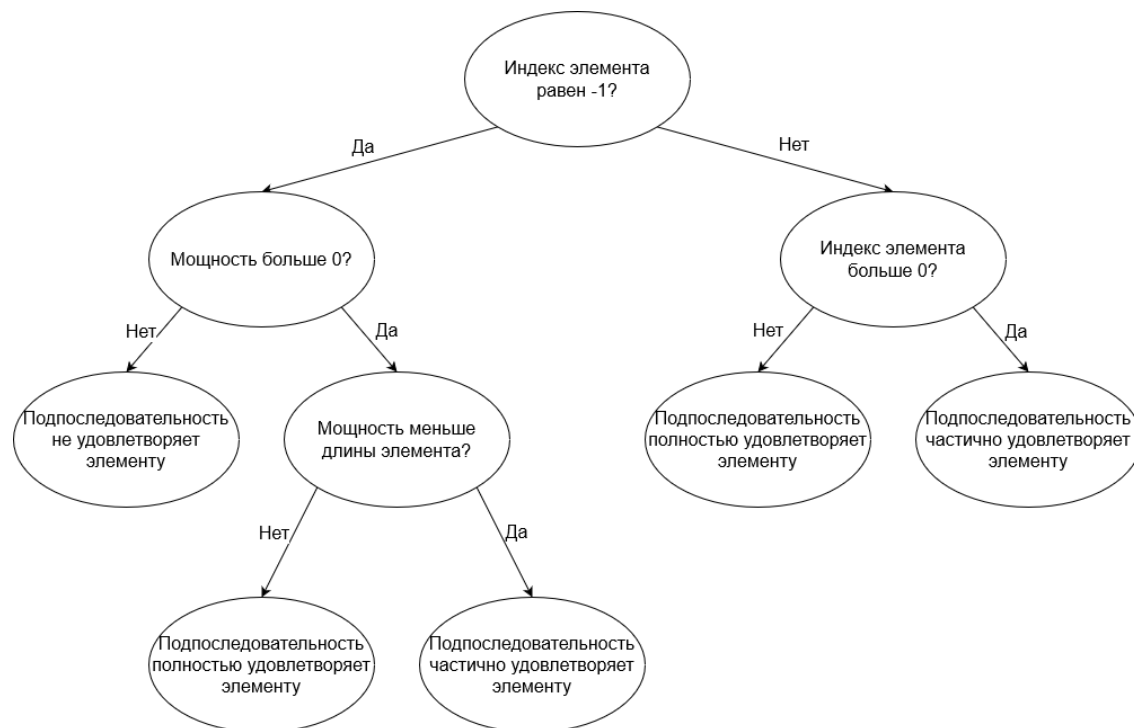 Индекс элемента
равен -1?
Да
Нет
Мощность больше 0?
Индекс элемента
больше 0?
Нет
Да
Нет
Да
Подпоследовательность
не удовлетворяет
элементу
Мощность меньше
длины элемента?
Подпоследовательность
полностью удовлетворяет
элементу
Подпоследовательность
частично удовлетворяет
элементу
Нет
Да
Подпоследовательность
полностью удовлетворяет
элементу
Подпоследовательность
частично удовлетворяет
элементу